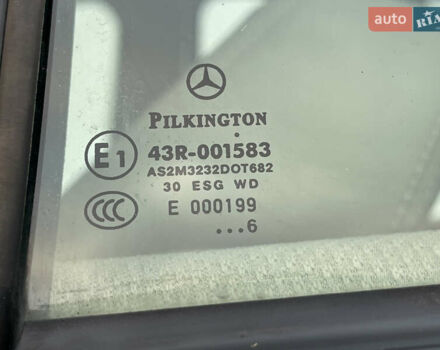 auto RIA
PILKINGTON
E1 43R-001583
AS2M3232DOT682
30 ESG WD
CCC E 000199
...6